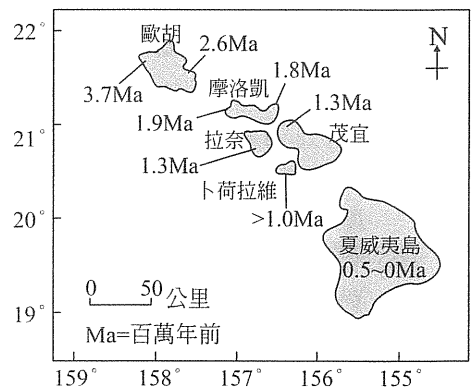 22°
歐胡
2.6Ma
N
3.7Ma
摩洛凱
1.8Ma
1.9Ma
1.3Ma
21°
拉奈
茂宜
1.3Ma
卜荷拉維
>1.0Ma
20°
夏威夷島
0.5~0Ma
0 50 公里
19°
Ma=百萬年前
159° 158° 157° 156° 155°